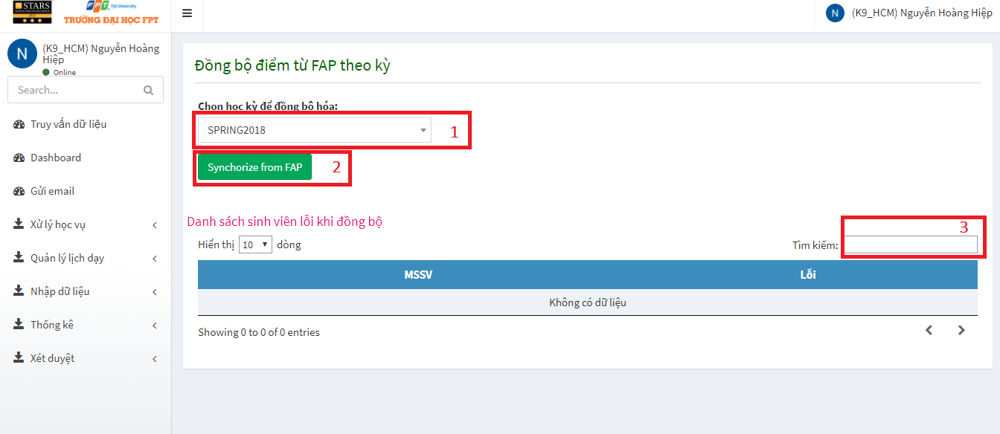 STARS
FPT Fpt University
TRƯỜNG ĐẠI HỌC FPT
N (K9_HCM) Nguyễn Hoàng Hiệp
N (K9_HCM) Nguyễn Hoàng
Hiệp
Online
Search...
Truy vấn dữ liệu
Dashboard
Gửi email
Xử lý học vụ
Quản lý lịch dạy
Nhập dữ liệu
Thống kê
Xét duyệt
Đồng bộ điểm từ FAP theo kỳ
Chọn học kỳ để đồng bộ hóa:
SPRING2018 1
Synchorize from FAP 2
Danh sách sinh viên lỗi khi đồng bộ
Hiển thị 10 dòng
3
Tìm kiếm:
MSSV Lỗi
Không có dữ liệu
Showing 0 to 0 of 0 entries